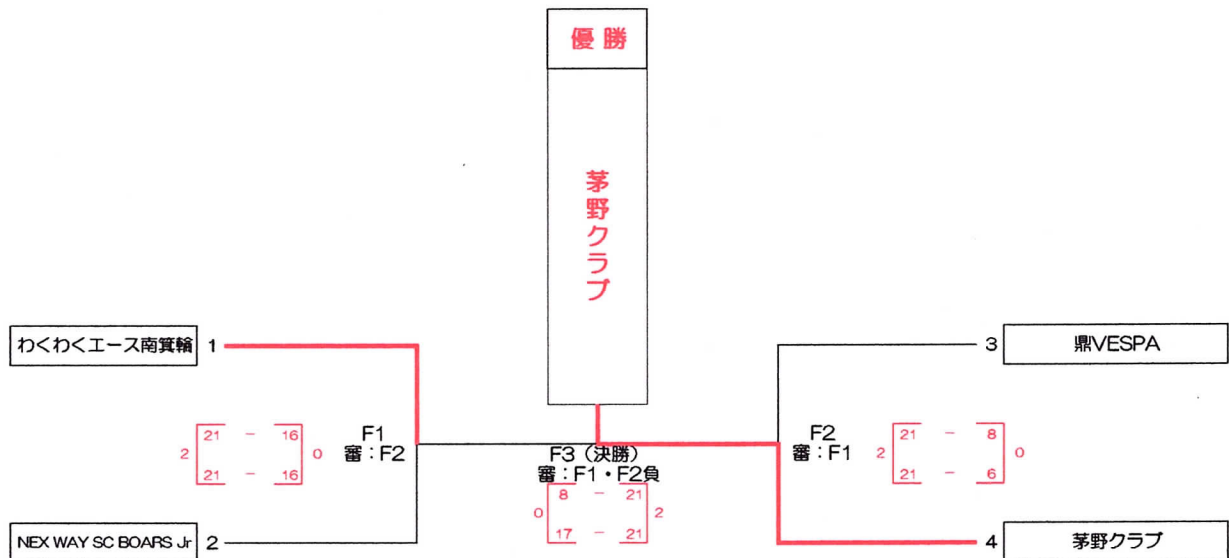 優勝
茅野クラブ
わくわくエース南箕輪 1
3 鼎VESPA
F1
審:F2
2 21 - 16 0
21 - 16
F3(決勝)
審:F1・F2負
0 8 - 21 2
17 - 21
F2
審:F1
2 21 - 8 0
21 - 6
NEX WAY SC BOARS Jr 2
4 茅野クラブ